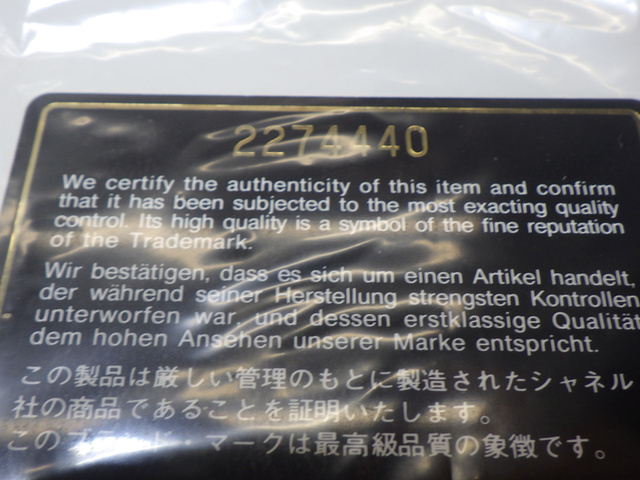 2274440
We certify the authenticity of this item and confirm
that it has been subjected to the most exacting quality
control. Its high quality is a symbol of the fine reputation
of the Trademark.
Wir bestätigen, dass es sich um einen Artikel handelt,
der während seiner Herstellung strengsten Kontrollen
unterworfen war, und dessen erstklassige Qualität
dem hohen Ansehen unserer Marke entspricht.
この製品は厳しい管理のもとに製造されたシャネル
社の商品であることを証明いたします。
このブランド・マークは最高級品質の象徴です。